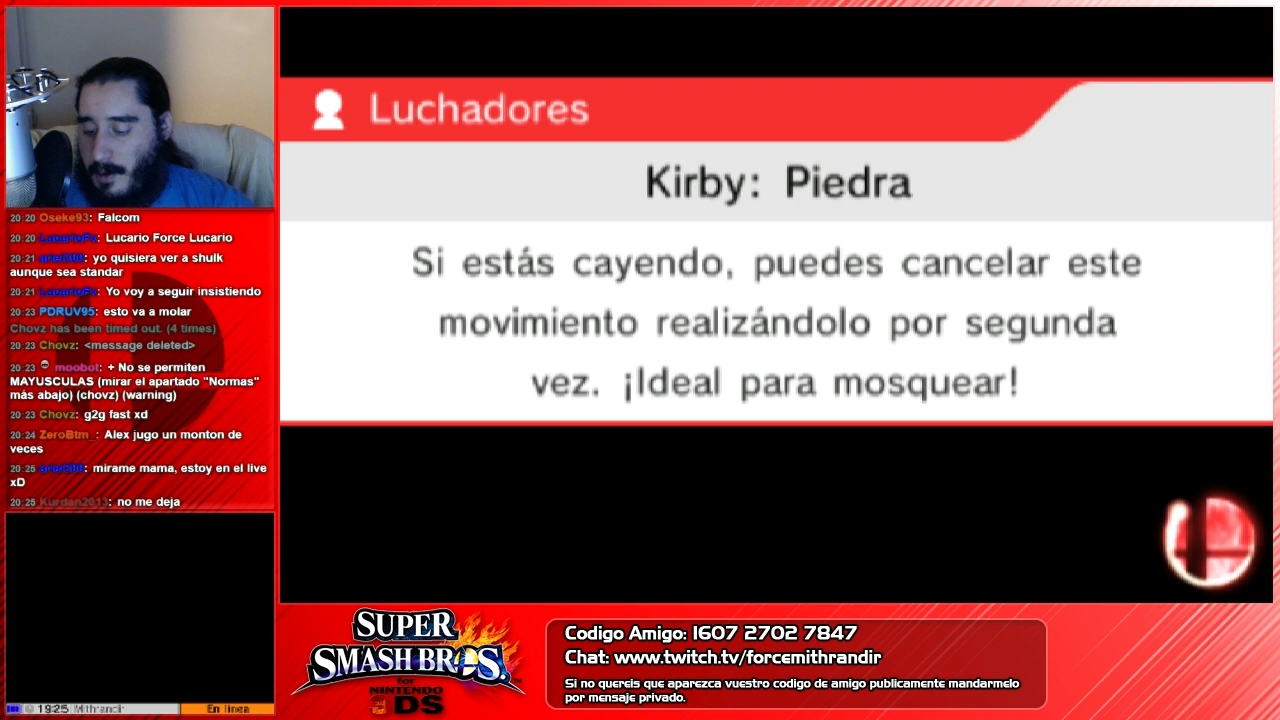 Luchadores
Kirby: Piedra
Si estás cayendo, puedes cancelar este
movimiento realizándolo por segunda
vez. ¡Ideal para mosquear!
20:20 Oseke93: Falcom
20:20 LucarioFz: Lucario Force Lucario
20:21 : yo quisiera ver a shulk
aunque sea standar
20:21 LucarioFz: Yo voy a seguir insistiendo
20:23 PDRUV95: esto va a molar
Chovz has been timed out. (4 times)
20:23 Chovz: <message deleted>
20:23 moobot: + No se permiten
MAYUSCULAS (mirar el apartado "Normas"
más abajo) (chovz) (warning)
20:23 Chovz: g2g fast xd
20:24 ZeroBtm_: Alex jugo un monton de
veces
20:25 : mirame mama, estoy en el live
xD
20:25 Kurdan2013: no me deja
19:25 Mithrandir En linea
SUPER
SMASH BROS.™
for
NINTENDO
3DS
Codigo Amigo: 1607 2702 7847
Chat: www.twitch.tv/forcemithrandir
Si no quereis que aparezca vuestro codigo de amigo publicamente mandarmelo
por mensaje privado.